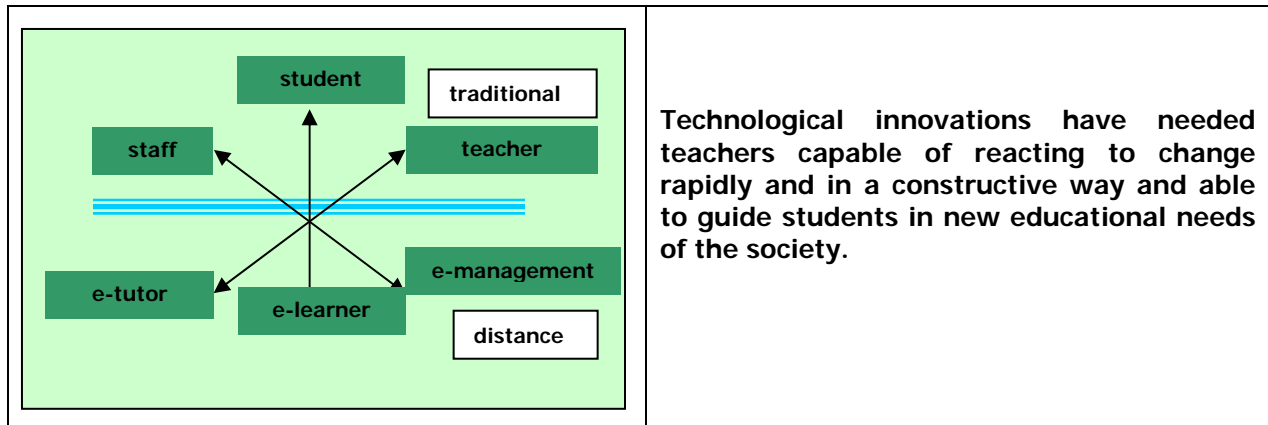 student
traditional
staff
teacher
e-management
e-tutor
e-learner
distance
Technological innovations have needed
teachers capable of reacting to change
rapidly and in a constructive way and able
to guide students in new educational needs
of the society.